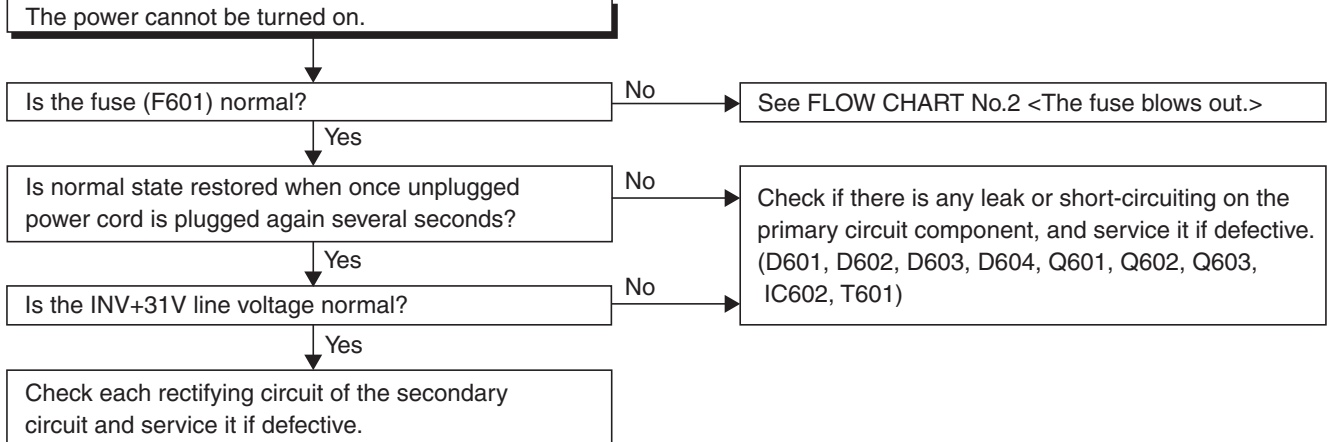 The power cannot be turned on.
Is the fuse (F601) normal?
No
See FLOW CHART No.2 <The fuse blows out.>
Yes
Is normal state restored when once unplugged
power cord is plugged again several seconds?
No
Check if there is any leak or short-circuiting on the
primary circuit component, and service it if defective.
(D601, D602, D603, D604, Q601, Q602, Q603,
IC602, T601)
Yes
Is the INV+31V line voltage normal?
No
Yes
Check each rectifying circuit of the secondary
circuit and service it if defective.